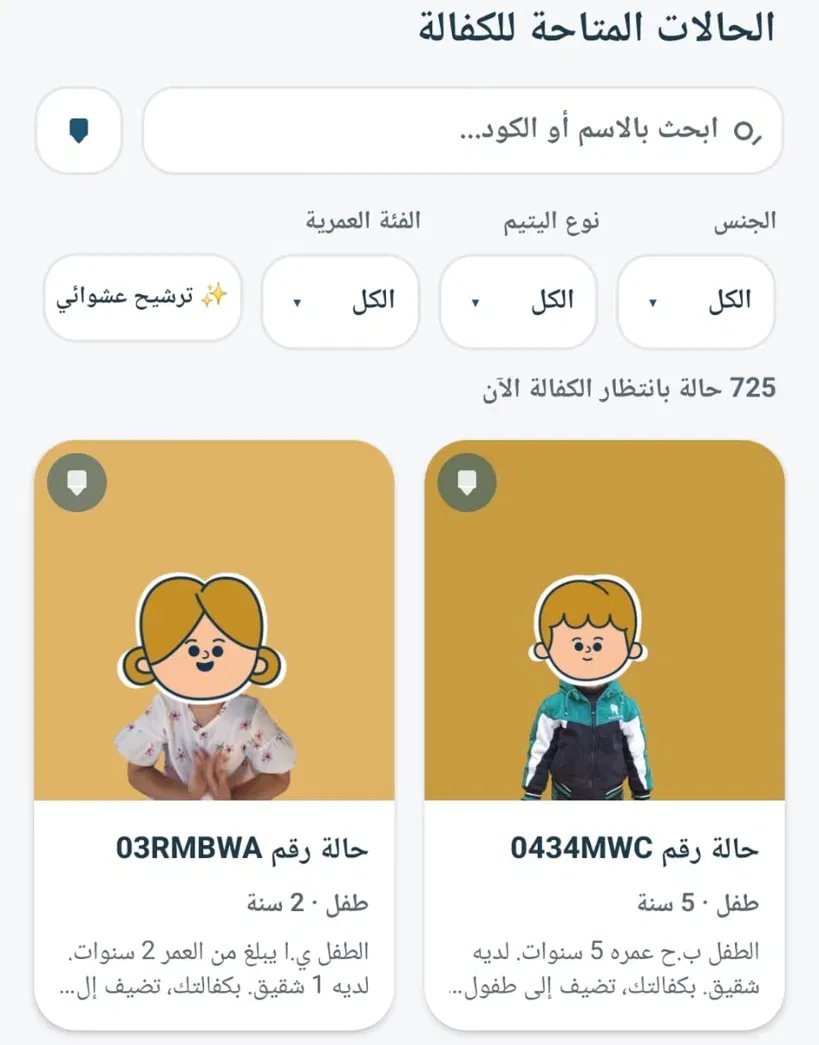 الحالات المتاحة للكفالة
ابحث بالاسم أو الكود...
الجنس
نوع اليتيم
الفئة العمرية
الكل
الكل
الكل
✨ ترشيح عشوائي
725 حالة بانتظار الكفالة الآن
حالة رقم 0434MWC
طفل · 5 سنة
الطفل ب.ح عمره 5 سنوات. لديه
شقيق. بكفالتك، تضيف إلى طفول...
حالة رقم 03RMBWA
طفل · 2 سنة
الطفل ي.ا يبلغ من العمر 2 سنوات.
لديه 1 شقيق. بكفالتك، تضيف إل...